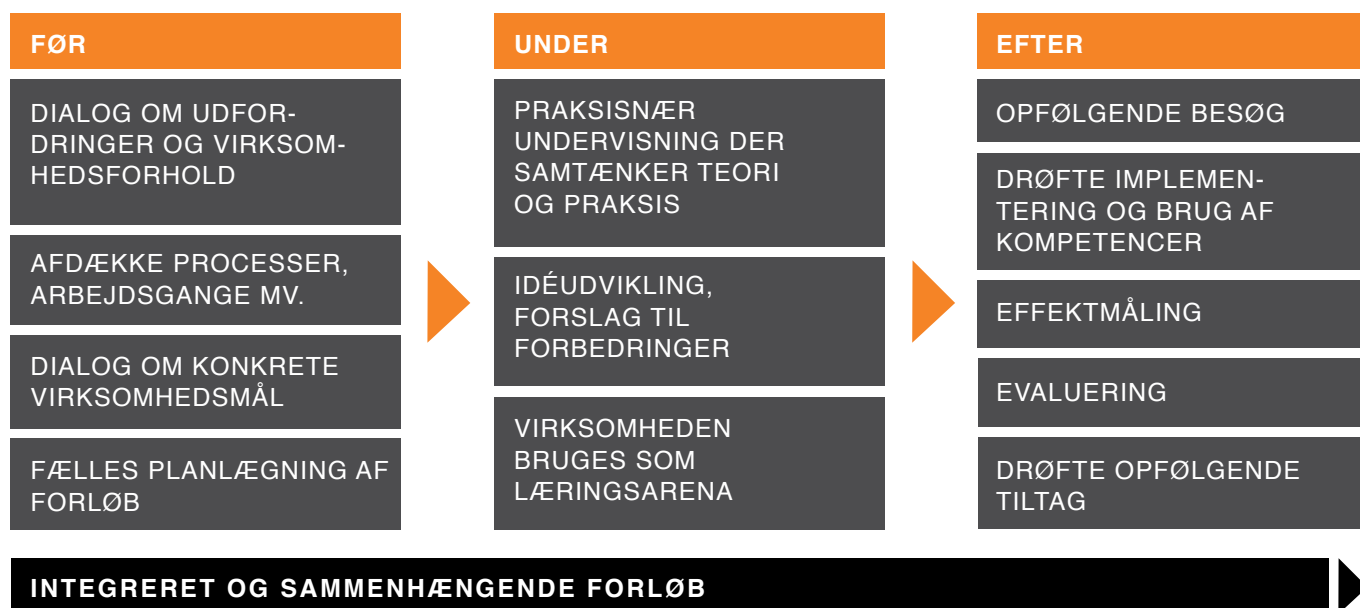 FØR
DIALOG OM UDFOR-
DRINGER OG VIRKSOM-
HEDSFORHOLD
AFDÆKKE PROCESSER,
ARBEJDSGANGE MV.
DIALOG OM KONKRETE
VIRKSOMHEDSMÅL
FÆLLES PLANLÆGNING AF
FORLØB
UNDER
PRAKSISNÆR
UNDERVISNING DER
SAMTÆNKER TEORI
OG PRAKSIS
IDÉUDVIKLING,
FORSLAG TIL
FORBEDRINGER
VIRKSOMHEDEN
BRUGES SOM
LÆRINGSARENA
EFTER
OPFØLGENDE BESØG
DRØFTE IMPLEMEN-
TERING OG BRUG AF
KOMPETENCER
EFFEKTMÅLING
EVALUERING
DRØFTE OPFØLGENDE
TILTAG
INTEGRERET OG SAMMENHÆNGENDE FORLØB